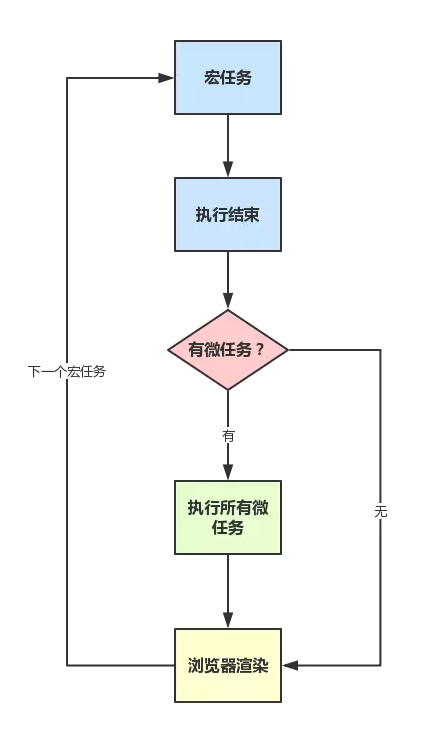 宏任务
执行结束
有微任务？
下一个宏任务
有
执行所有微
任务
无
浏览器渲染